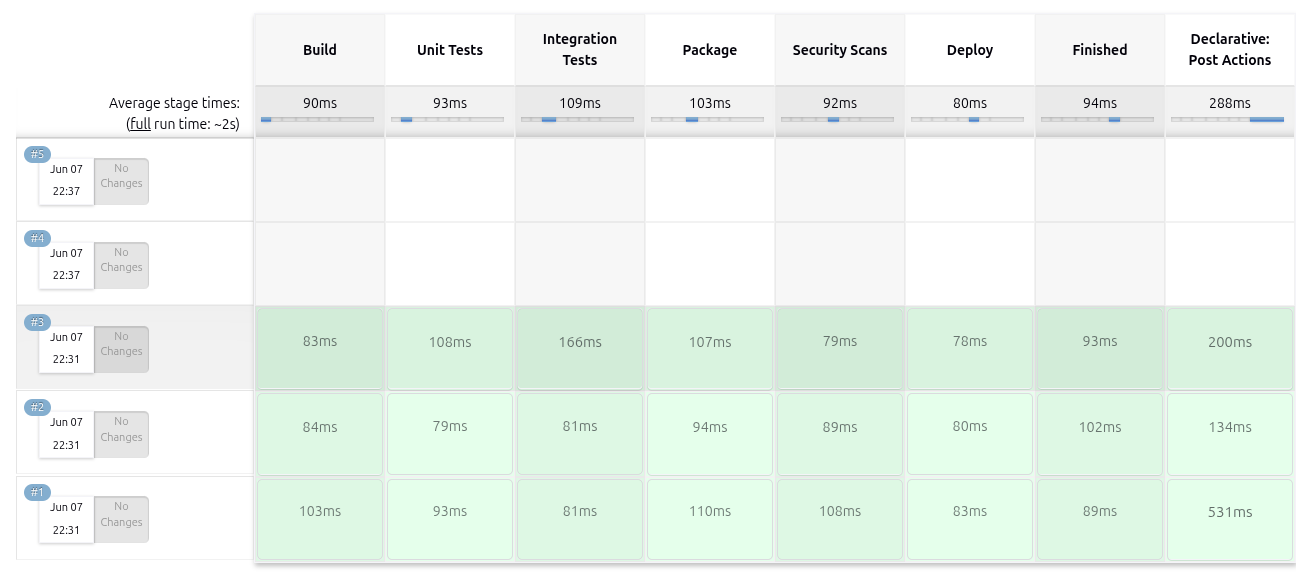 Build Unit Tests Integration Tests Package Security Scans Deploy Finished Declarative: Post Actions
Average stage times: 90ms 93ms 109ms 103ms 92ms 80ms 94ms 288ms
(full run time: ~2s)
#5
Jun 07 No
22:37 Changes
#4
Jun 07 No
22:37 Changes
#3
Jun 07 No
22:31 Changes
83ms 108ms 166ms 107ms 79ms 78ms 93ms 200ms
#2
Jun 07 No
22:31 Changes
84ms 79ms 81ms 94ms 89ms 80ms 102ms 134ms
#1
Jun 07 No
22:31 Changes
103ms 93ms 81ms 110ms 108ms 83ms 89ms 531ms